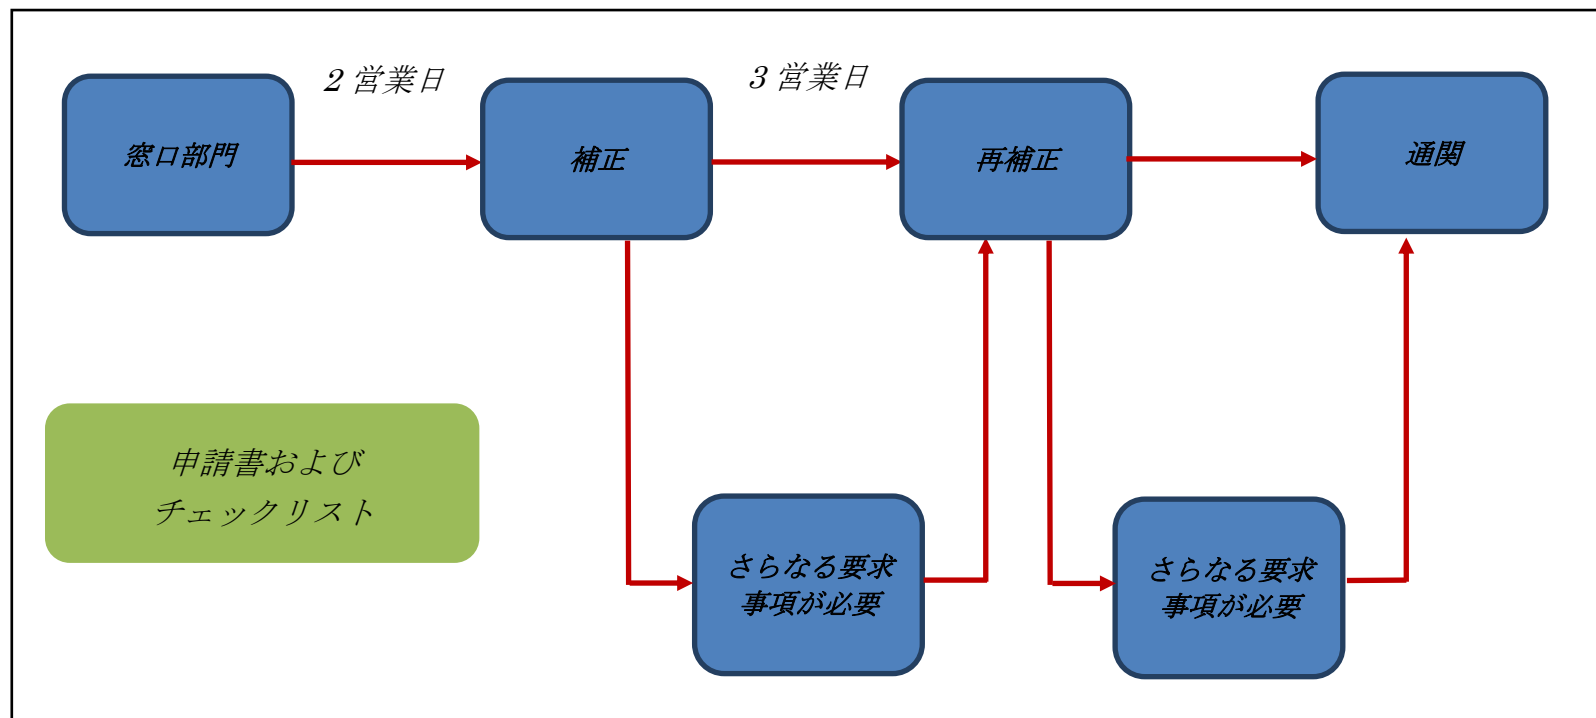 2 営業日
3 営業日
窓口部門
補正
再補正
通関
申請書および
チェックリスト
さらなる要求
事項が必要
さらなる要求
事項が必要